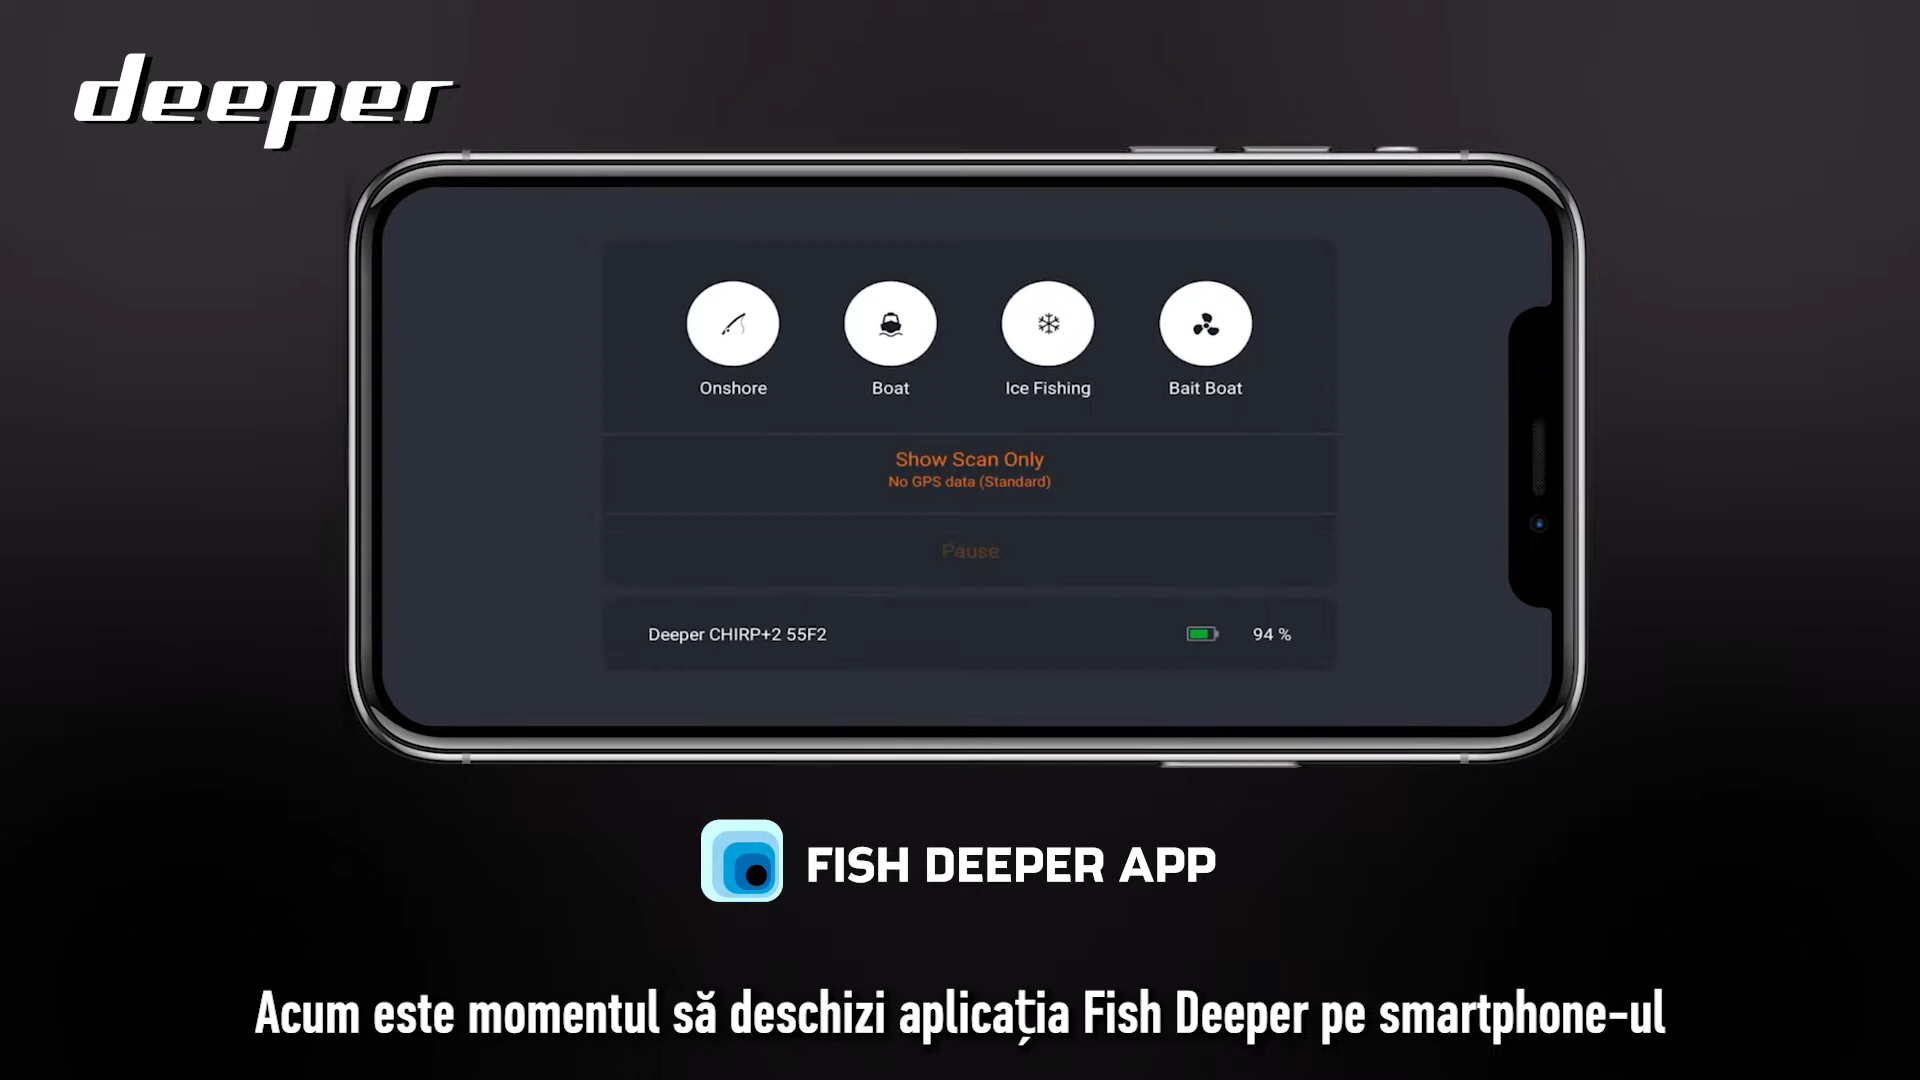 deeper
Onshore
Boat
Ice Fishing
Bait Boat
Show Scan Only
No GPS data (Standard)
Pause
Deeper CHIRP+2 55F2
94 %
FISH DEEPER APP
Acum este momentul să deschizi aplicația Fish Deeper pe smartphone-ul